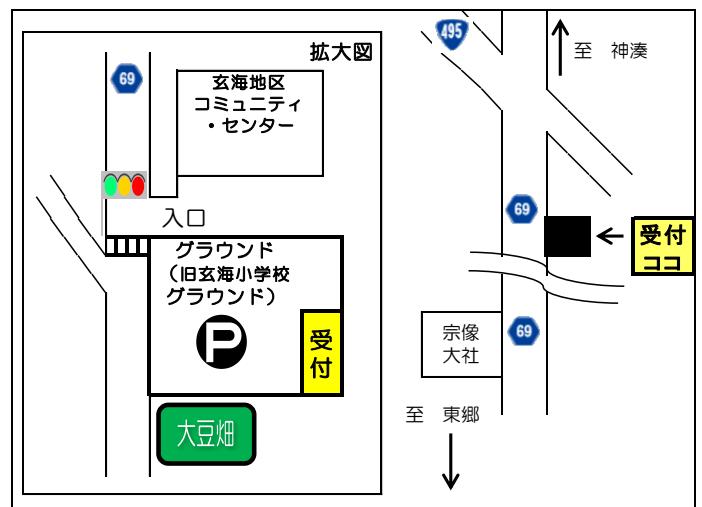 拡大図
69
玄海地区
コミュニティ
・センター
入口
グラウンド
（旧玄海小学校
グラウンド）
P
受
付
大豆畑
495
至　神湊
69
受付
ココ
69
宗像
大社
至　東郷